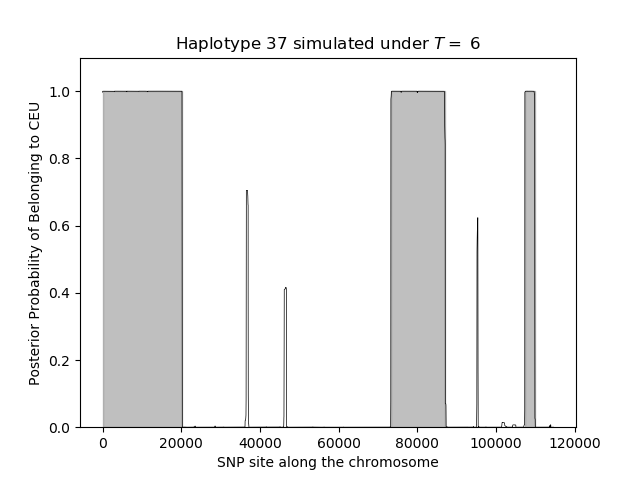 Haplotype 37 simulated under T = 6
Posterior Probability of Belonging to CEU
1.0
0.8
0.6
0.4
0.2
0.0
0 20000 40000 60000 80000 100000 120000
SNP site along the chromosome